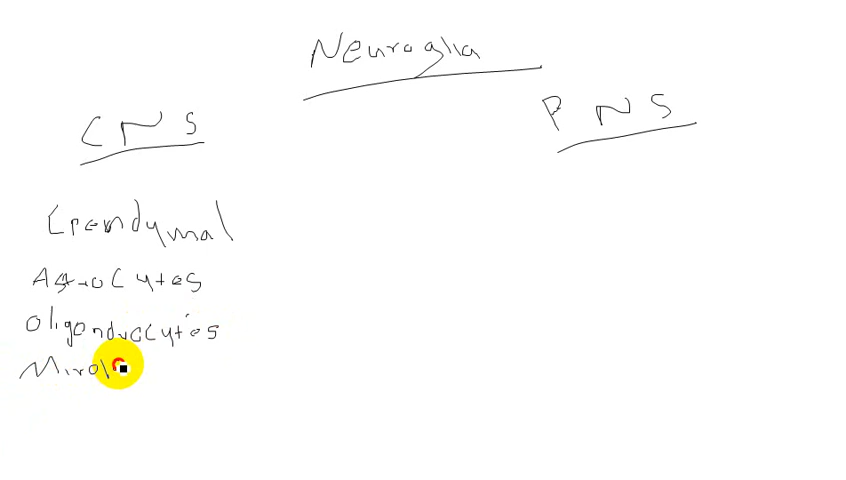 Neuroglia
CNS
PNS
Ependymal
Astrocytes
Oligondrocytes